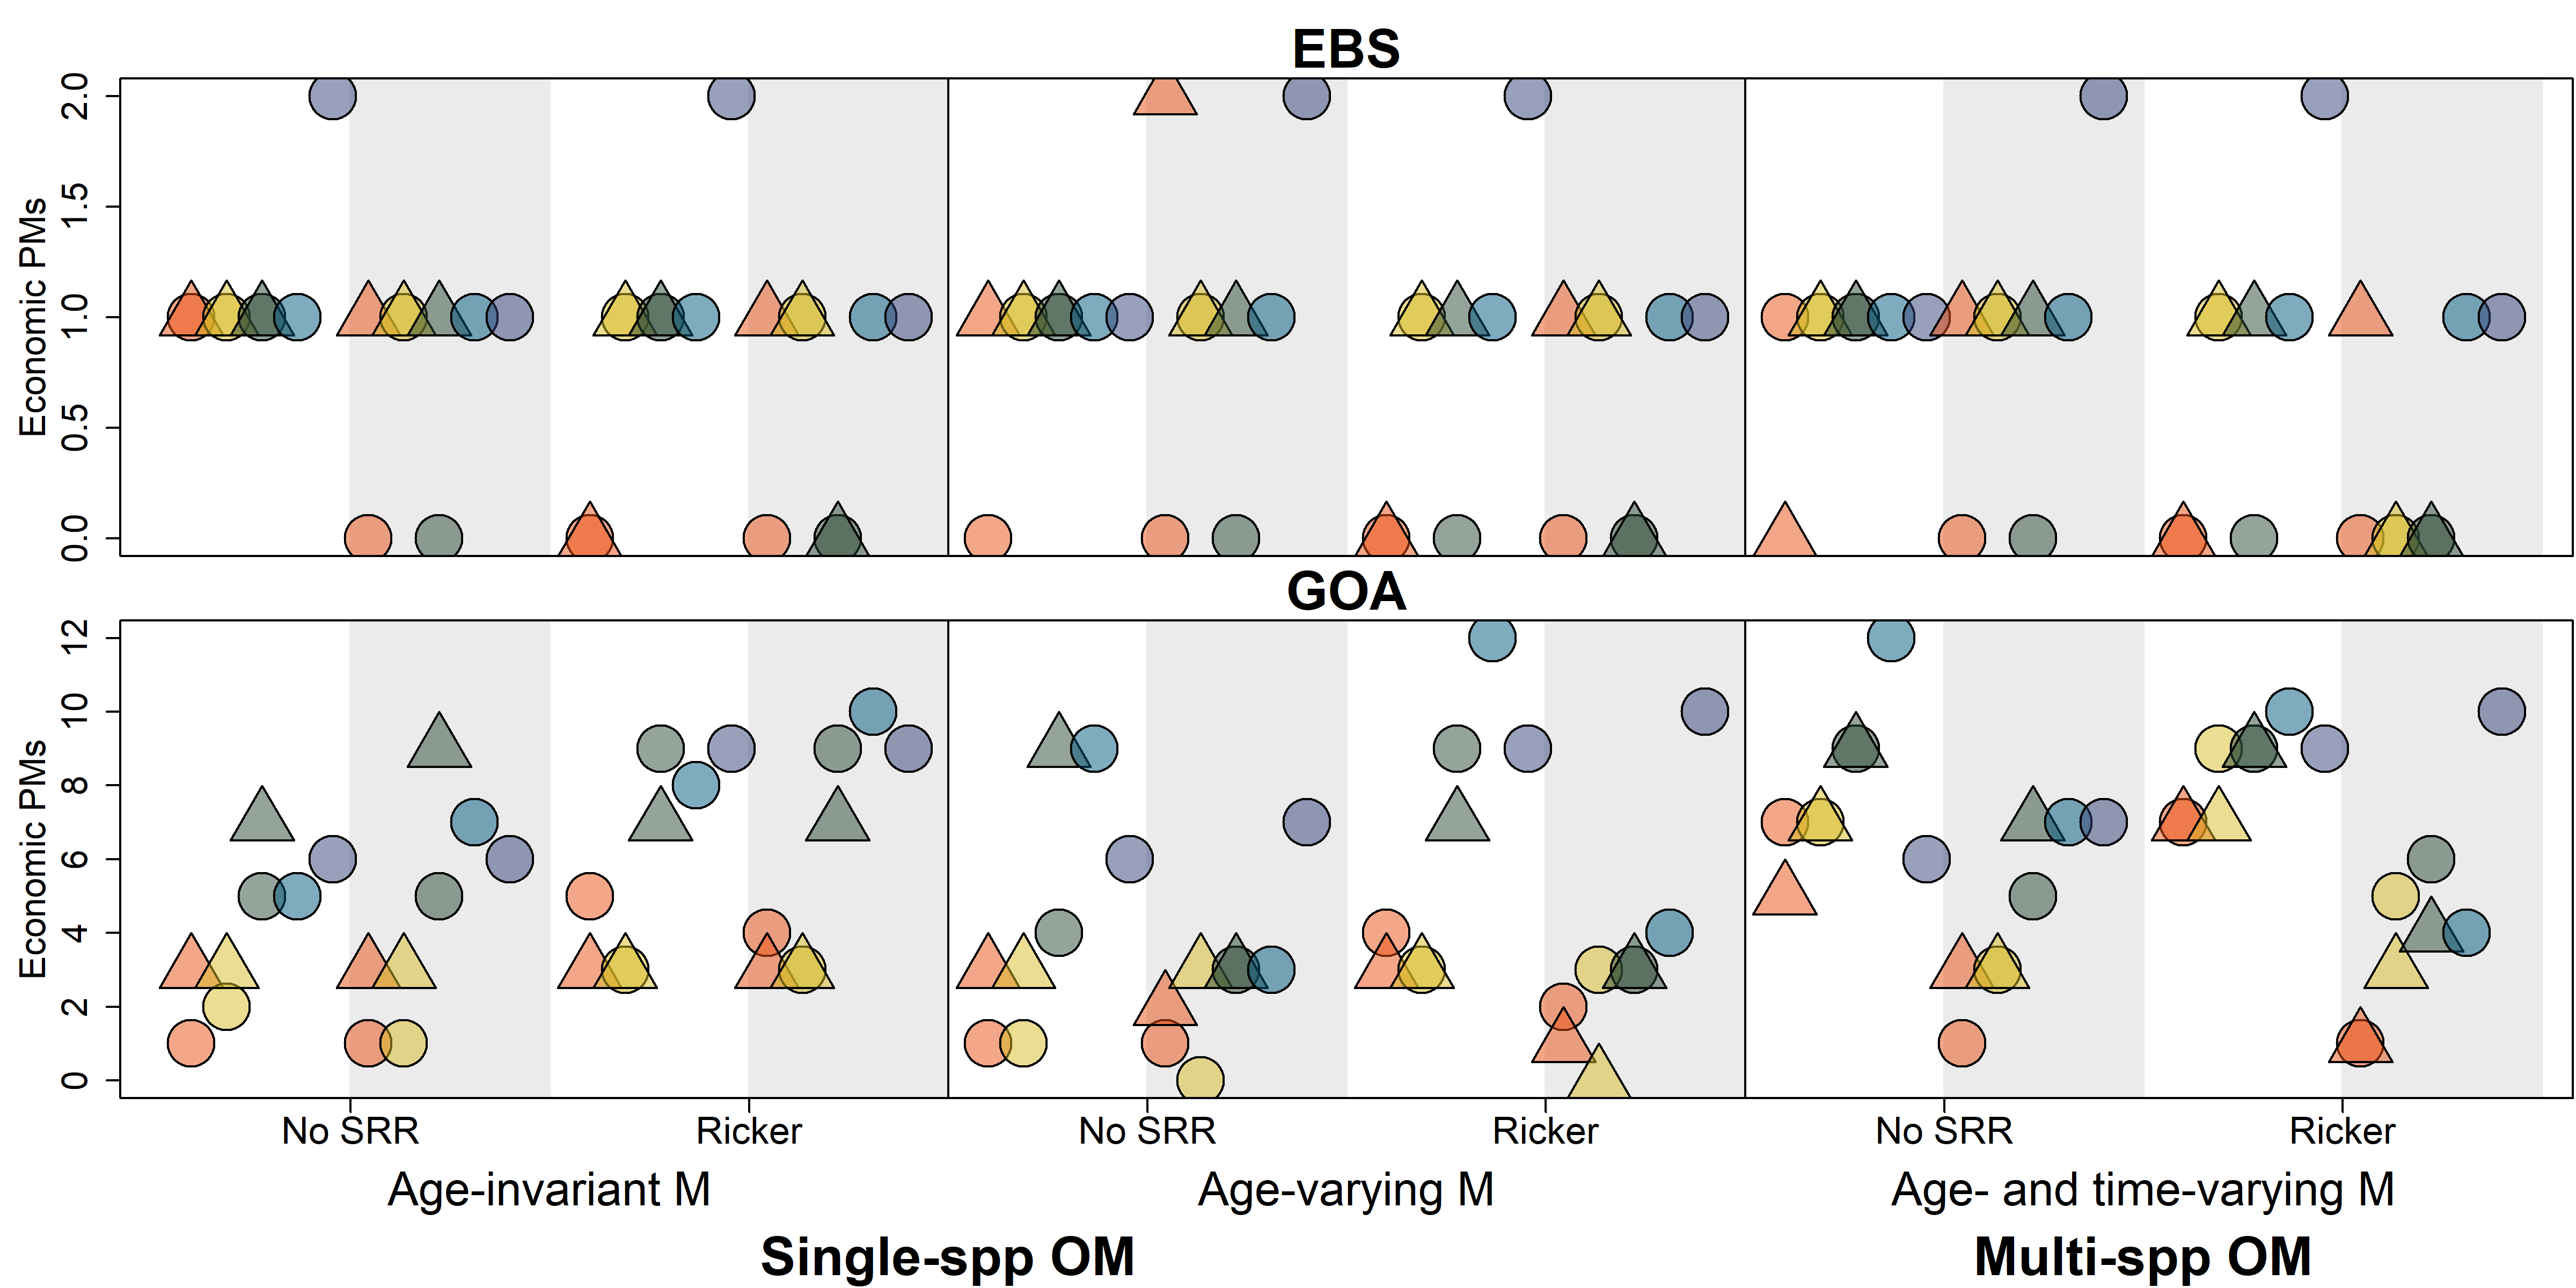 EBS
Economic PMs
2.0
1.5
1.0
0.5
0.0
GOA
Economic PMs
12
10
8
6
4
2
0
No SRR Ricker No SRR Ricker No SRR Ricker
Age-invariant M Age-varying M Age- and time-varying M
Single-spp OM Multi-spp OM